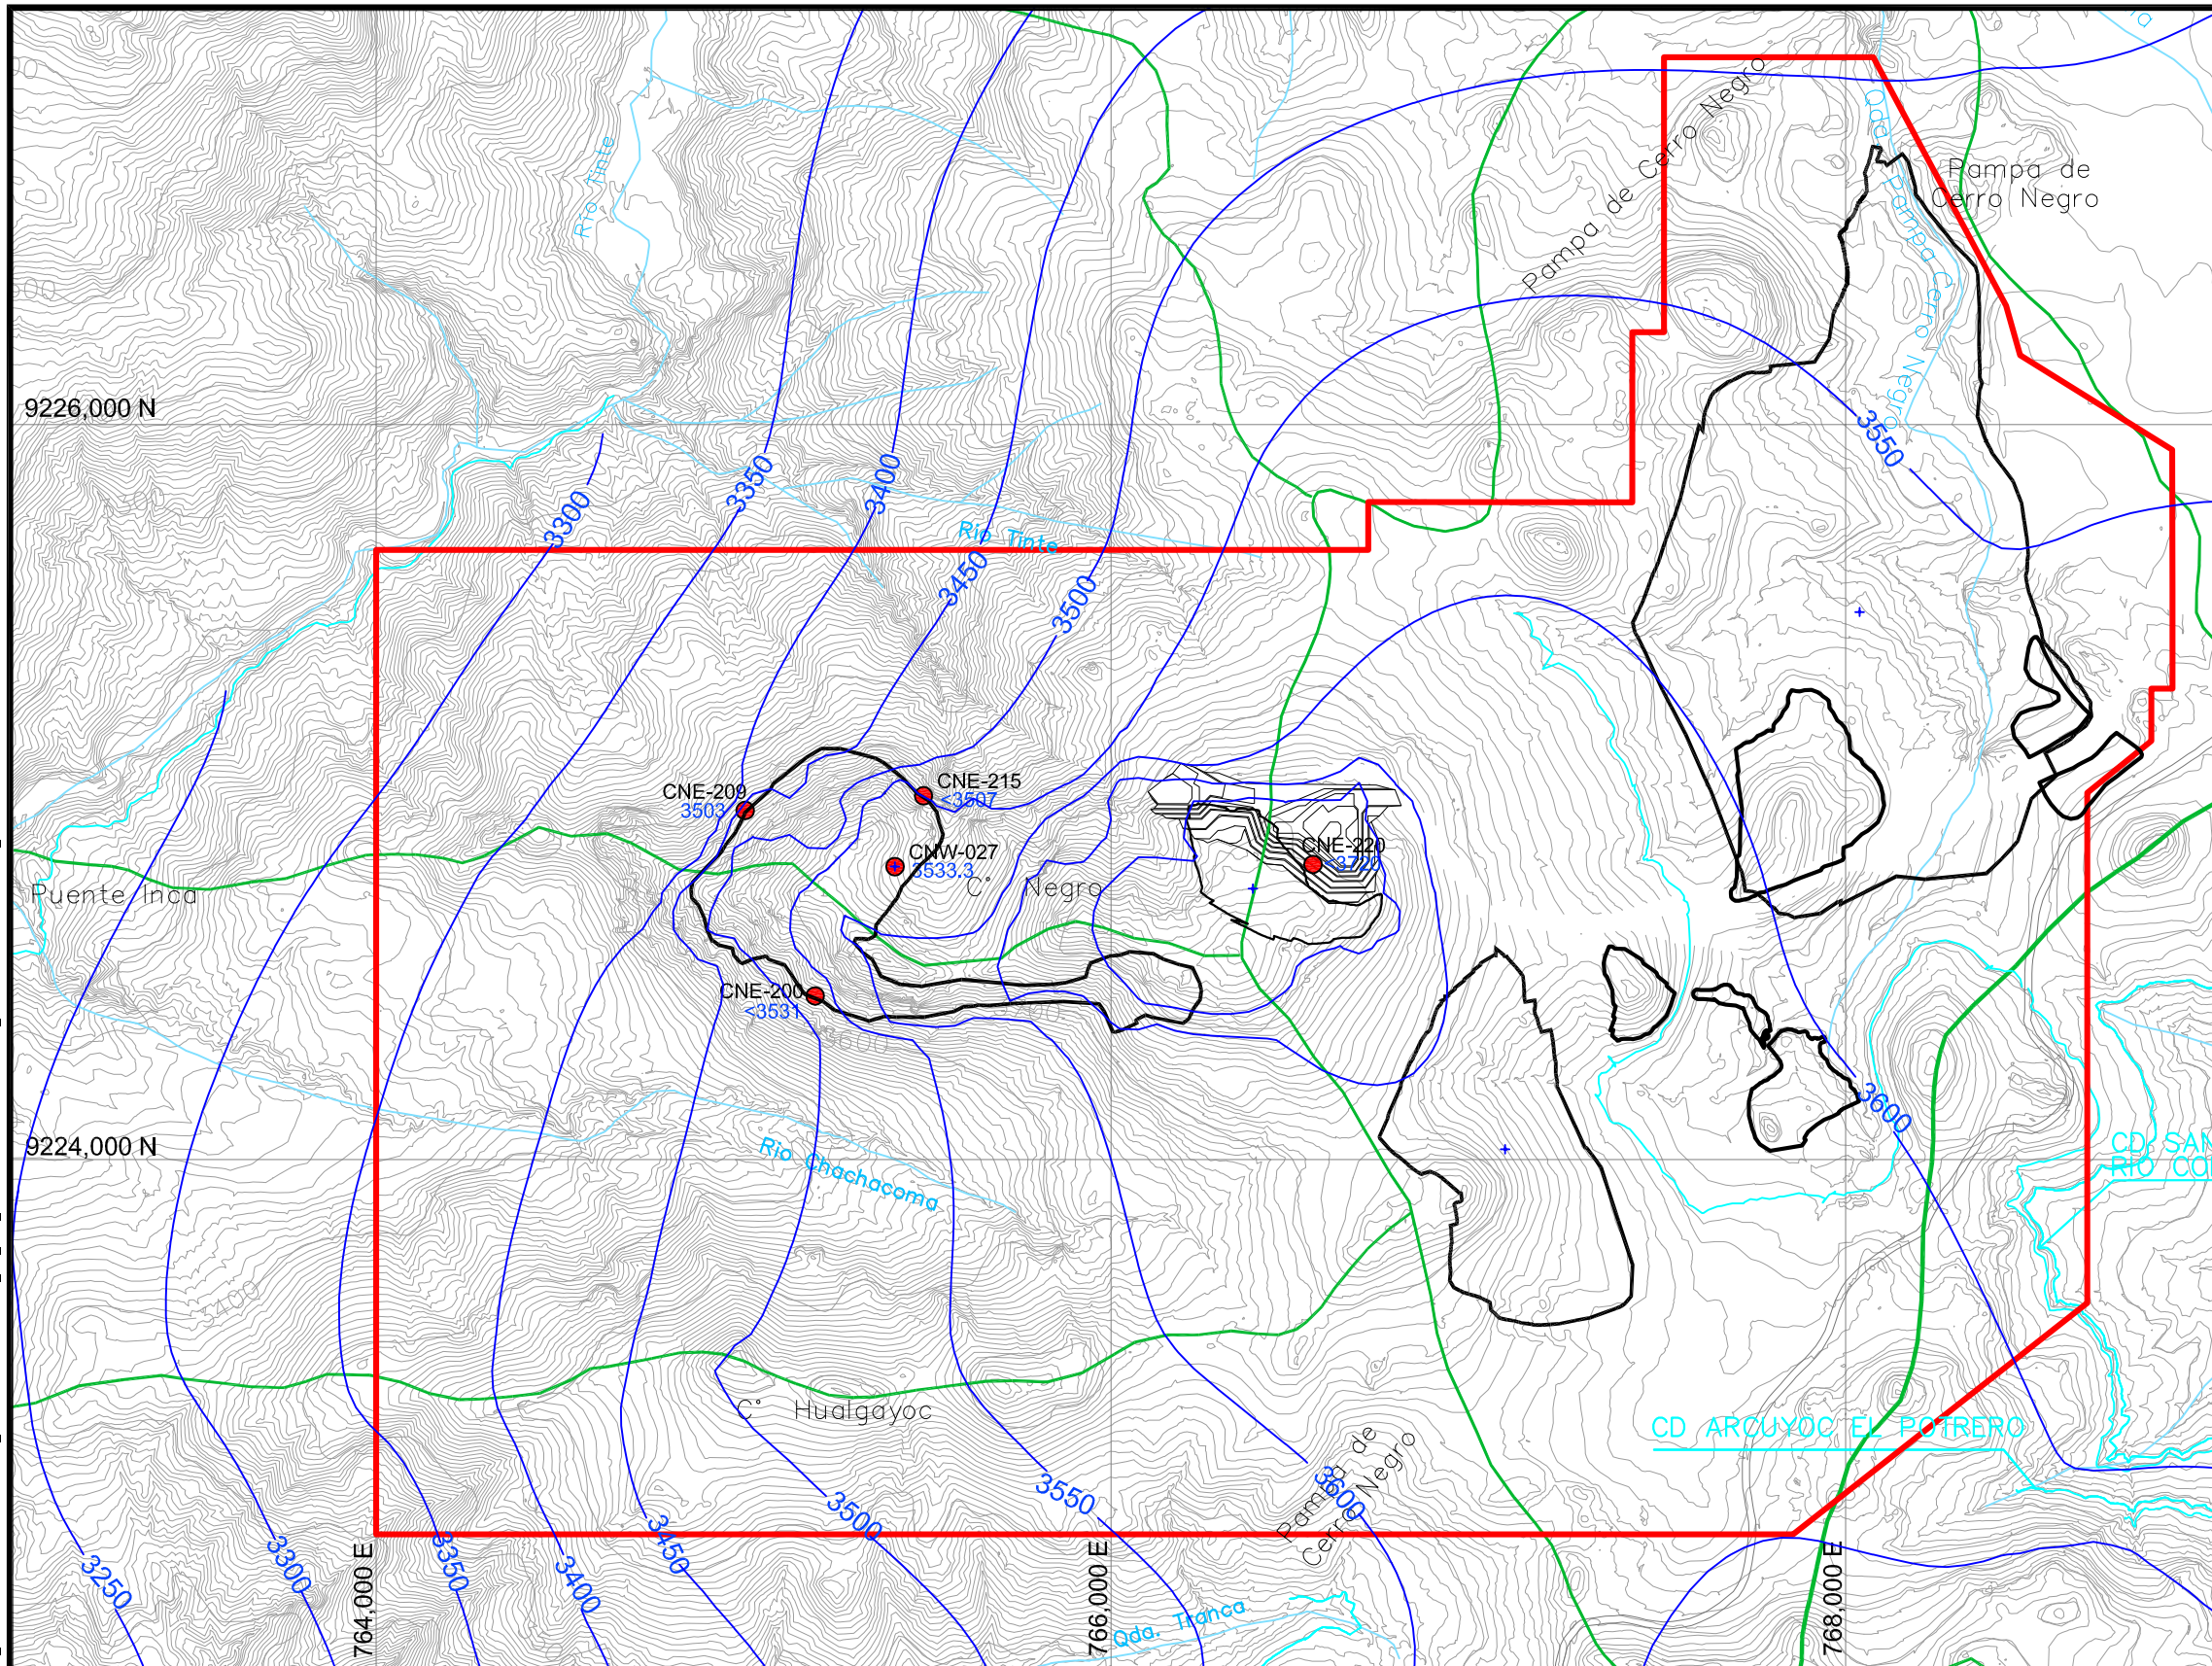 Río Tinte
Pampa de Cerro Negro
Qda. Pampa Cerro Negro
Pampa de
Cerro Negro
9226,000 N
3300
3350
3400
3450
3500
3550
Río Tinte
CNE-209
3503
CNE-215
<3507
CNW-027
3533.3
CNE-220
C° Negro
Puente Inca
CNE-200
<3531
3600
9224,000 N
Río Chachacoma
3600
CD SAN
RIO CO
3400
C° Hualgayoc
CD ARCUYOC EL POTRERO
Pampa de
Cerro Negro
3250
3300
3350
3400
3450
3500
3550
3600
764,000 E
766,000 E
768,000 E
Qda. Tranca